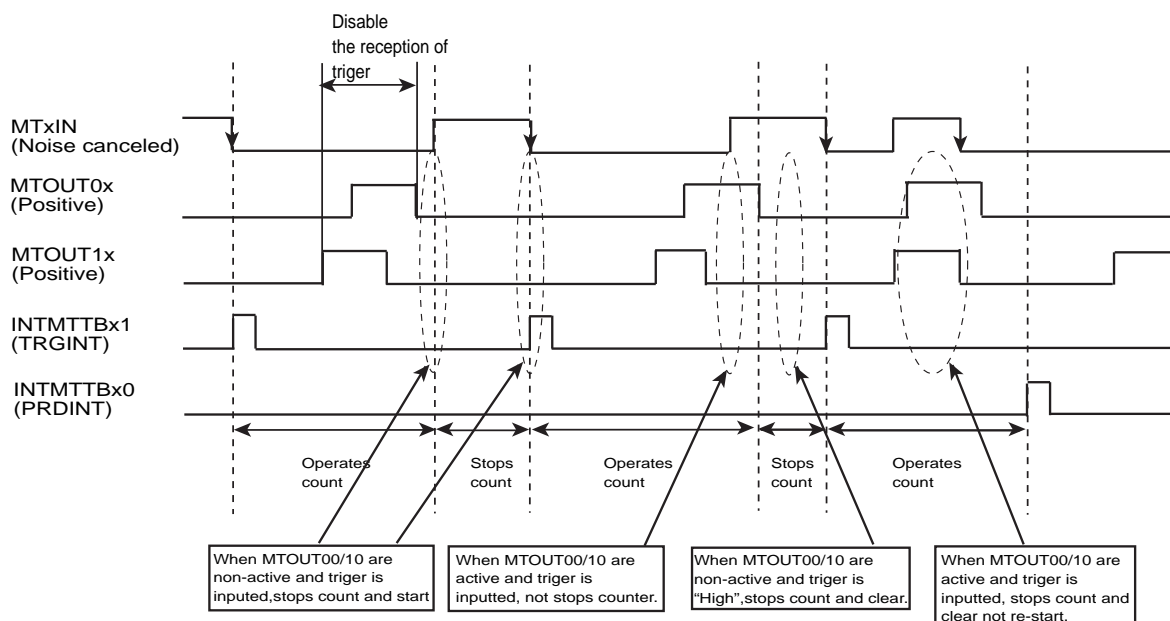 Disable
the reception of
triger
MTxIN
(Noise canceled)
MTOUT0x
(Positive)
MTOUT1x
(Positive)
INTMTTBx1
(TRGINT)
INTMTTBx0
(PRDINT)
Operates
count
Stops
count
Operates
count
Stops
count
Operates
count
When MTOUT00/10 are
non-active and triger is
inputed,stops count and start
When MTOUT00/10 are
active and triger is
inputted, not stops counter.
When MTOUT00/10 are
non-active and trigger is
“High”,stops count and clear.
When MTOUT00/10 are
active and triger is
inputted, stops count and
clear not re-start.